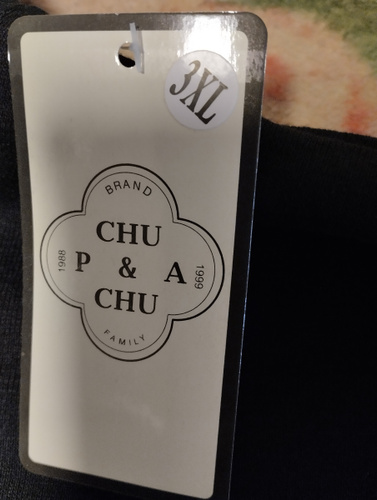 3XL
BRAND
CHU
1988 P & A 1999
CHU
FAMILY